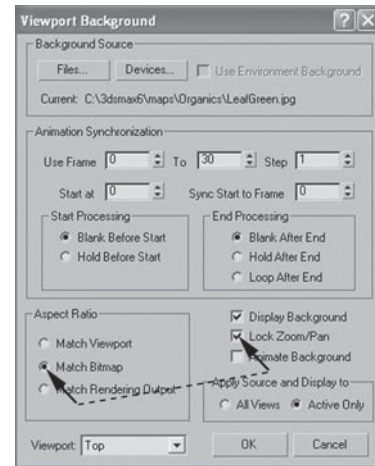 Viewport Background
Background Source
Files... Devices... Use Environment Background
Current: C:\3dsmax6\maps\Organics\LeafGreen.jpg
Animation Synchronization
Use Frame 0 To 30 Step 1
Start at 0 Sync Start to Frame 0
Start Processing
Blank Before Start
Hold Before Start
End Processing
Blank After End
Hold After End
Loop After End
Aspect Ratio
Match Viewport
Match Bitmap
Match Rendering Output
Display Background
Lock Zoom/Pan
Animate Background
Apply Source and Display to
All Views Active Only
Viewport: Top OK Cancel